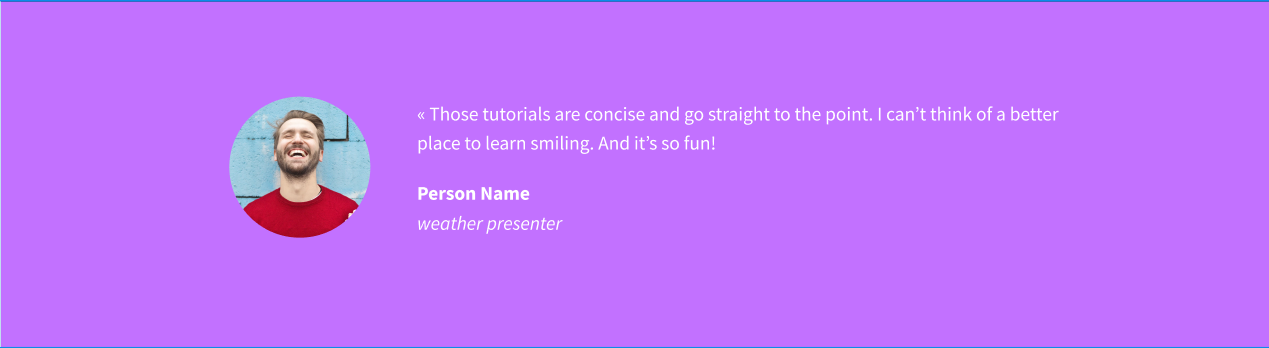 « Those tutorials are concise and go straight to the point. I can’t think of a better
place to learn smiling. And it’s so fun!
Person Name
weather presenter